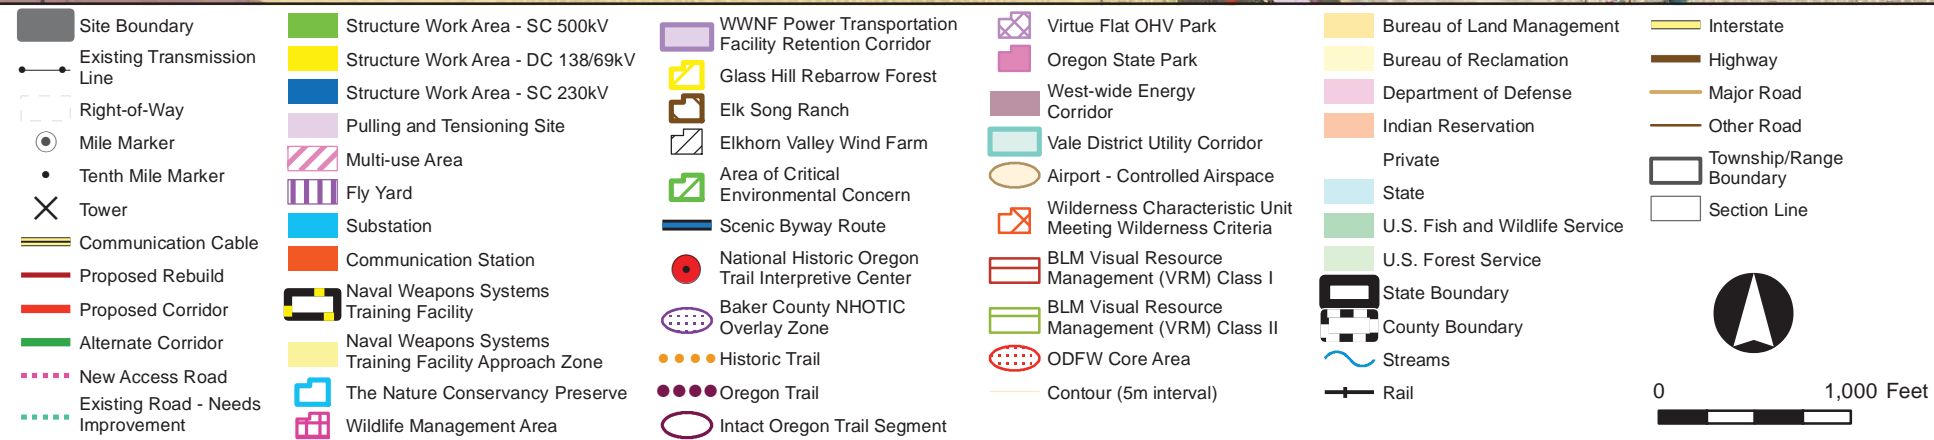 Site Boundary
Existing Transmission
Line
Right-of-Way
Mile Marker
Tenth Mile Marker
Tower
Communication Cable
Proposed Rebuild
Proposed Corridor
Alternate Corridor
New Access Road
Existing Road - Needs
Improvement
Structure Work Area - SC 500kV
Structure Work Area - DC 138/69kV
Structure Work Area - SC 230kV
Pulling and Tensioning Site
Multi-use Area
Fly Yard
Substation
Communication Station
Naval Weapons Systems
Training Facility
Naval Weapons Systems
Training Facility Approach Zone
The Nature Conservancy Preserve
Wildlife Management Area
WWNF Power Transportation
Facility Retention Corridor
Glass Hill Rebarrow Forest
Elk Song Ranch
Elkhorn Valley Wind Farm
Area of Critical
Environmental Concern
Scenic Byway Route
National Historic Oregon
Trail Interpretive Center
Baker County NHOTIC
Overlay Zone
Historic Trail
Oregon Trail
Intact Oregon Trail Segment
Virtue Flat OHV Park
Oregon State Park
West-wide Energy
Corridor
Vale District Utility Corridor
Airport - Controlled Airspace
Wilderness Characteristic Unit
Meeting Wilderness Criteria
BLM Visual Resource
Management (VRM) Class I
BLM Visual Resource
Management (VRM) Class II
ODFW Core Area
Contour (5m interval)
Bureau of Land Management
Bureau of Reclamation
Department of Defense
Indian Reservation
Private
State
U.S. Fish and Wildlife Service
U.S. Forest Service
State Boundary
County Boundary
Streams
Rail
Interstate
Highway
Major Road
Other Road
Township/Range
Boundary
Section Line
0 1,000 Feet